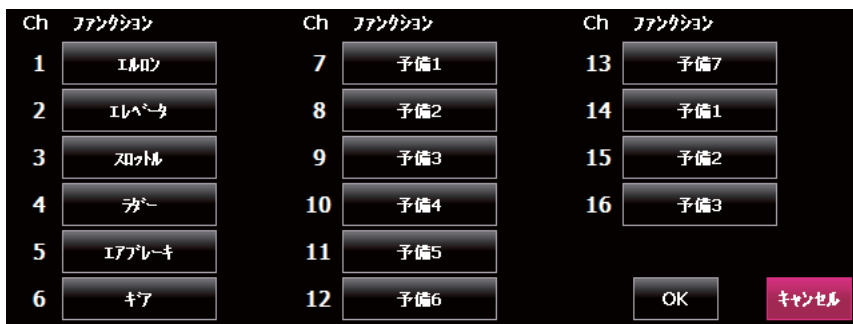 Ch ﾌｧﾝｸｼｮﾝ Ch ﾌｧﾝｸｼｮﾝ Ch ﾌｧﾝｸｼｮﾝ
1 ｴﾙﾛﾝ 7 予備1 13 予備7
2 ｴﾚﾍﾞｰﾀ 8 予備2 14 予備1
3 ｽﾛｯﾄﾙ 9 予備3 15 予備2
4 ﾗﾀﾞｰ 10 予備4 16 予備3
5 ｴｱﾌﾞﾚｰｷ 11 予備5
6 ｷﾞｱ 12 予備6 OK ｷｬﾝｾﾙ